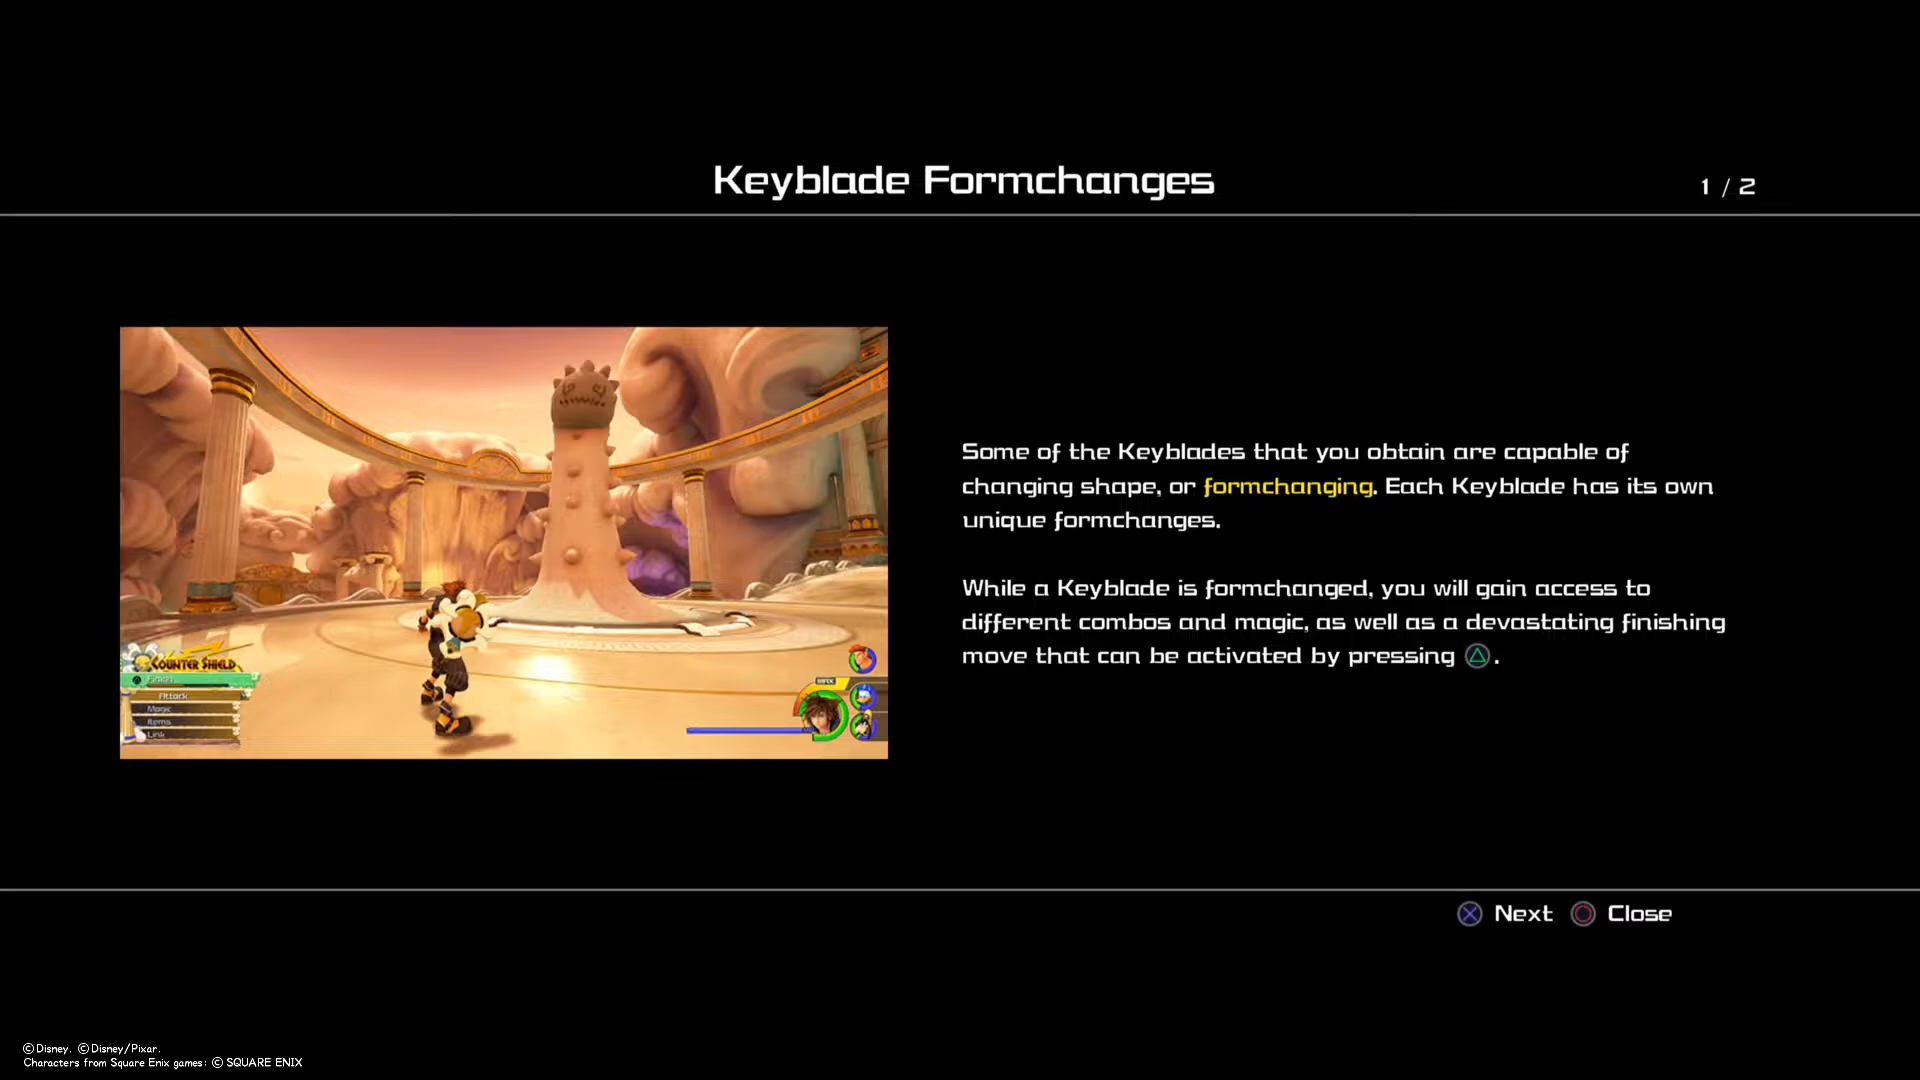 Keyblade Formchanges
1 / 2
Some of the Keyblades that you obtain are capable of
changing shape, or formchanging. Each Keyblade has its own
unique formchanges.
While a Keyblade is formchanged, you will gain access to
different combos and magic, as well as a devastating finishing
move that can be activated by pressing .
COUNTER SHIELD
Attack
Magic
Items
Link
MAX
Next
Close
©Disney. ©Disney/Pixar.
Characters from Square Enix games: © SQUARE ENIX